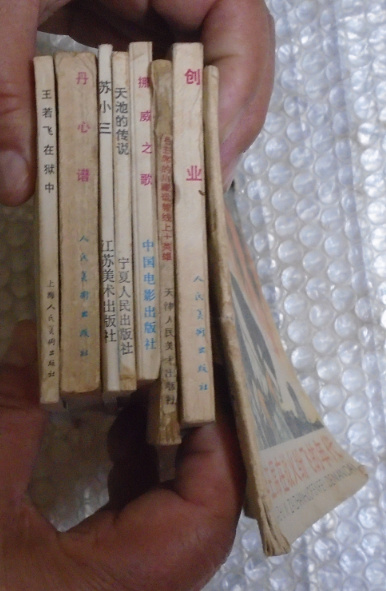 王若飞在狱中
上海人民美术出版社
丹心谱
人民美术出版社
苏小三
江苏美术出版社
天池的传说
宁夏人民出版社
挪威之歌
中国电影出版社
天津人民美术出版社
创业
人民美术出版社